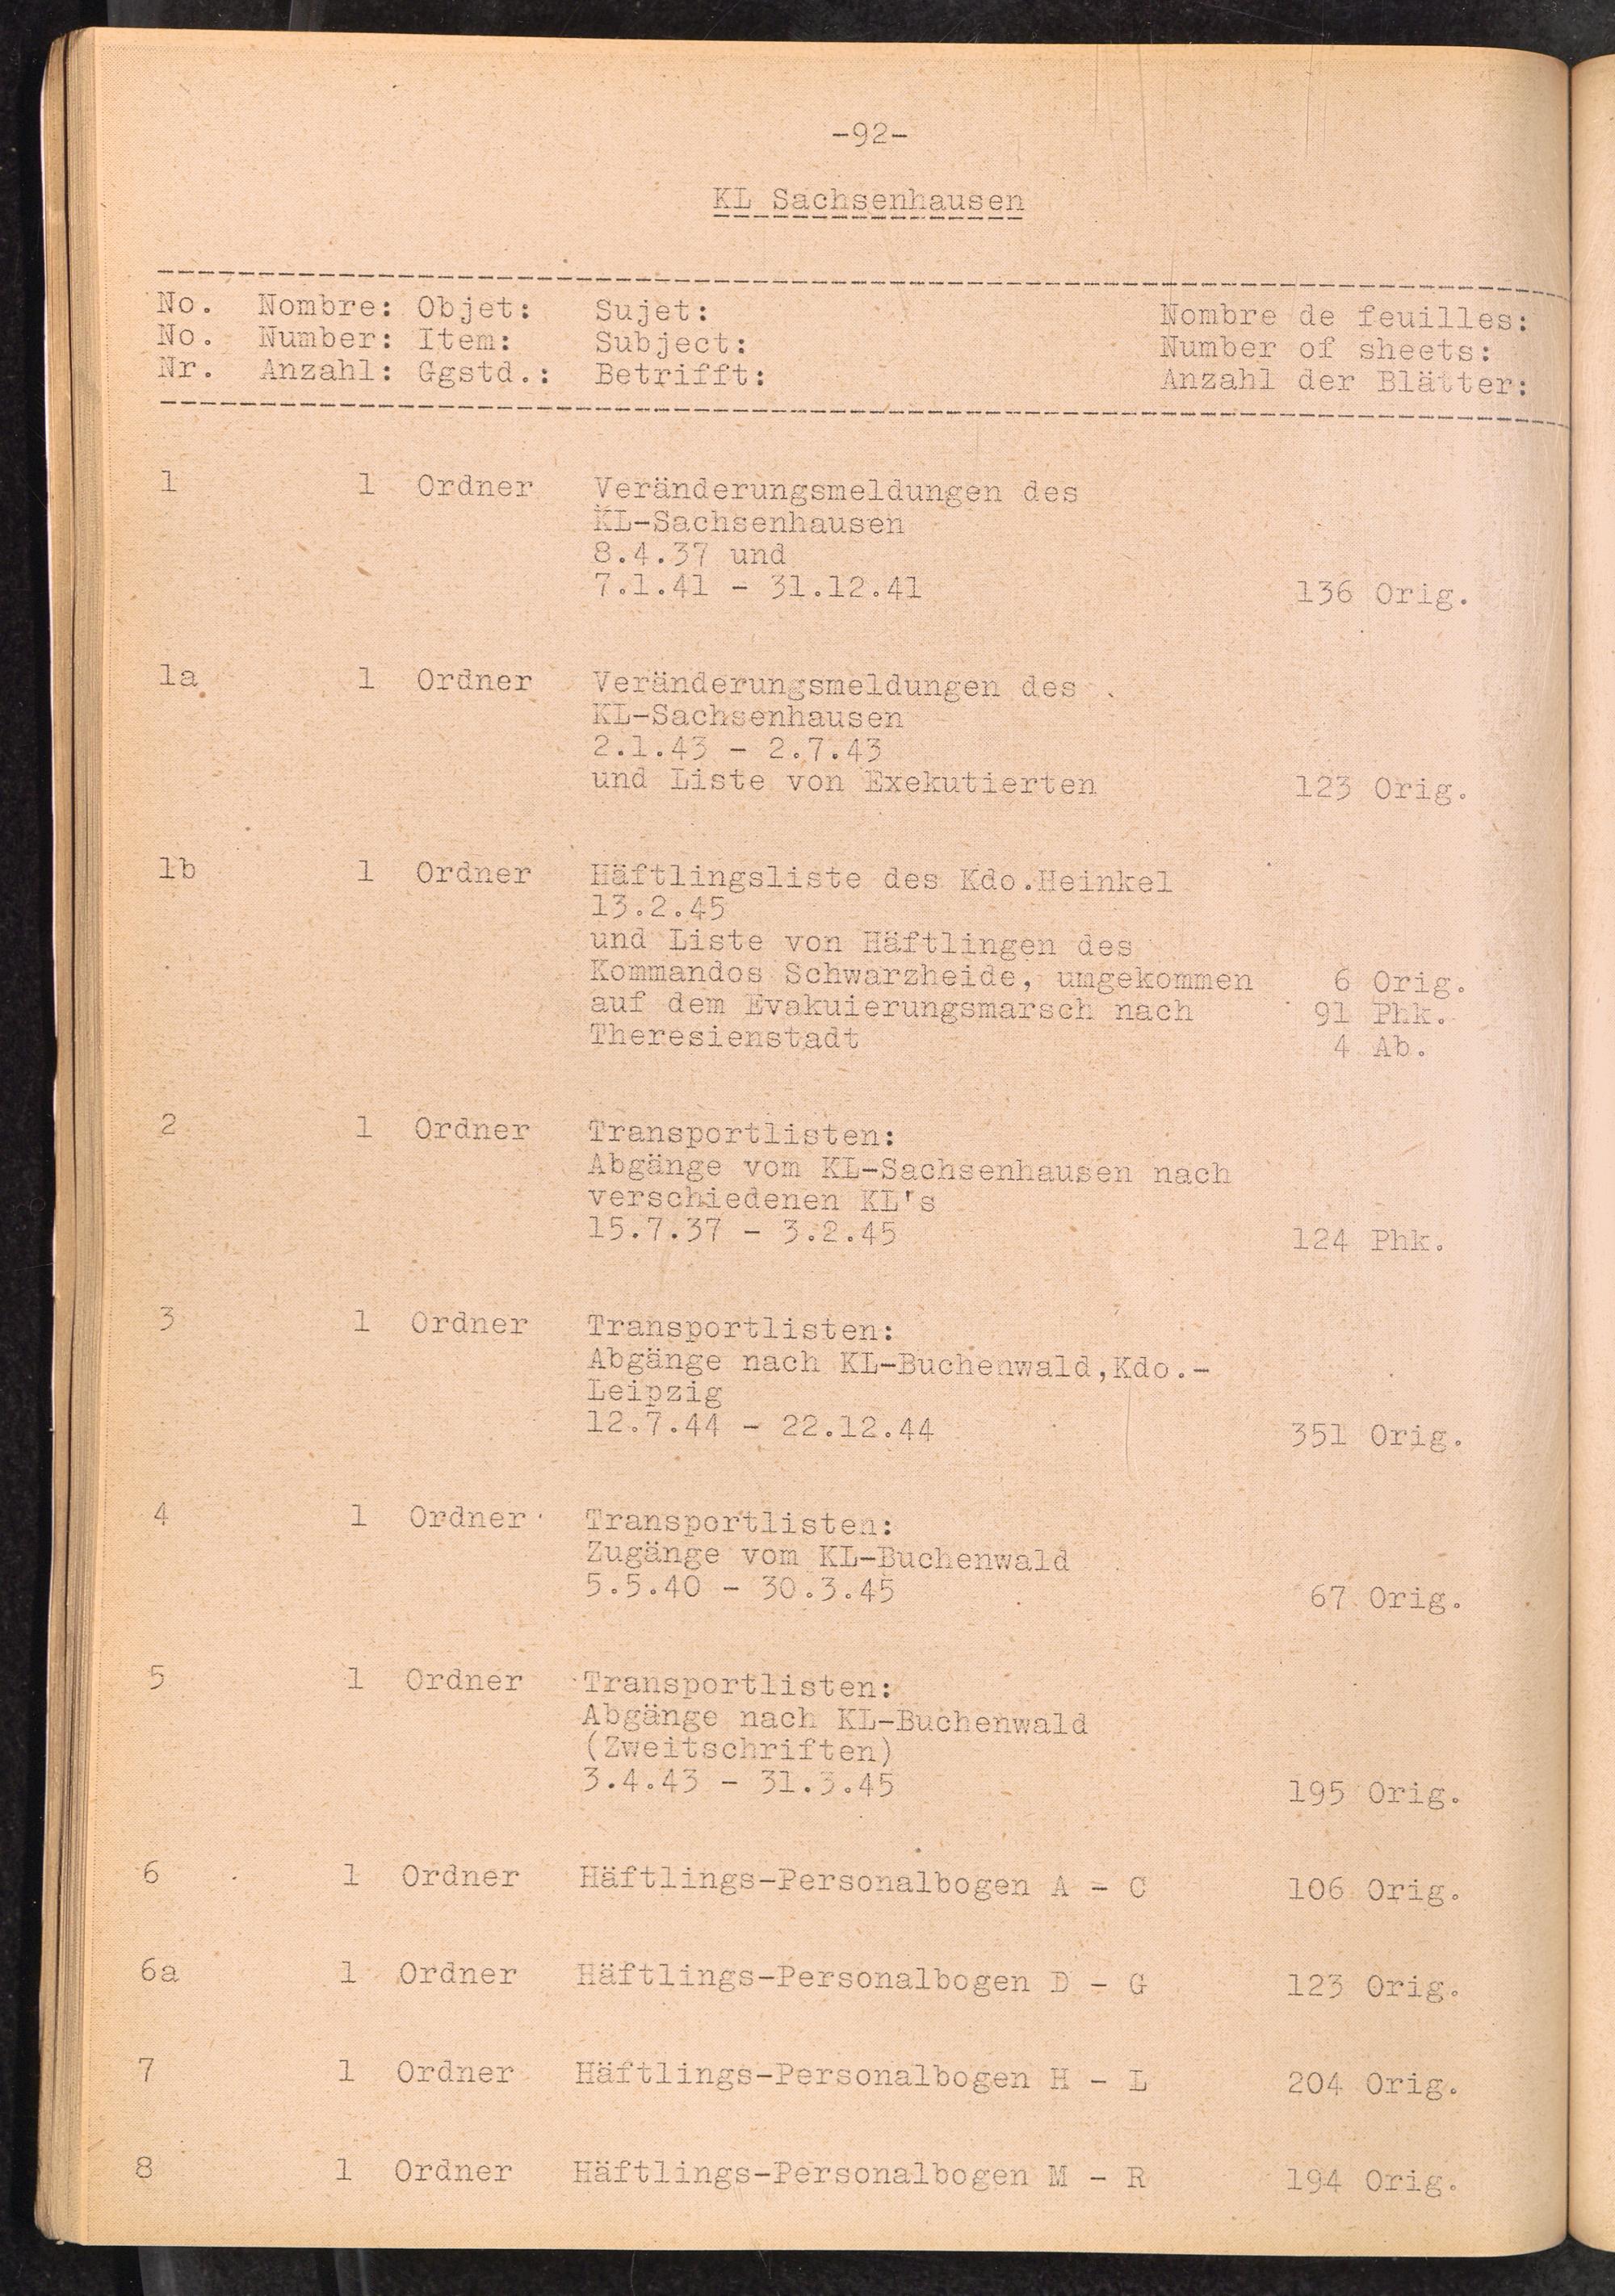 -92-
KL Sachsenhausen
No. Nombre: Objet: Sujet: Nombre de feuilles:
No. Number: Item: Subject: Number of sheets:
Nr. Anzahl: Ggstd.: Betrifft: Anzahl der Blätter:
1 1 Ordner Veränderungsmeldungen des
KL-Sachsenhausen
8.4.37 und
7.1.41 - 31.12.41 136 Orig.
1a 1 Ordner Veränderungsmeldungen des
KL-Sachsenhausen
2.1.43 - 2.7.43
und Liste von Exekutierten 123 Orig.
1b 1 Ordner Häftlingsliste des Kdo.Heinkel
13.2.45
und Liste von Häftlingen des
Kommandos Schwarzheide, umgekommen 6 Orig.
auf dem Evakuierungsmarsch nach 91 Phk.
Theresienstadt 4 Ab.
2 1 Ordner Transportlisten:
Abgänge vom KL-Sachsenhausen nach
verschiedenen KL's
15.7.37 - 3.2.45 124 Phk.
3 1 Ordner Transportlisten:
Abgänge nach KL-Buchenwald,Kdo.-
Leipzig
12.7.44 - 22.12.44 351 Orig.
4 1 Ordner Transportlisten:
Zugänge vom KL-Buchenwald
5.5.40 - 30.3.45 67 Orig.
5 1 Ordner Transportlisten:
Abgänge nach KL-Buchenwald
(Zweitschriften)
3.4.43 - 31.3.45 195 Orig.
6 1 Ordner Häftlings-Personalbogen A - C 106 Orig.
6a 1 Ordner Häftlings-Personalbogen D - G 123 Orig.
7 1 Ordner Häftlings-Personalbogen H - L 204 Orig.
8 1 Ordner Häftlings-Personalbogen M - R 194 Orig.